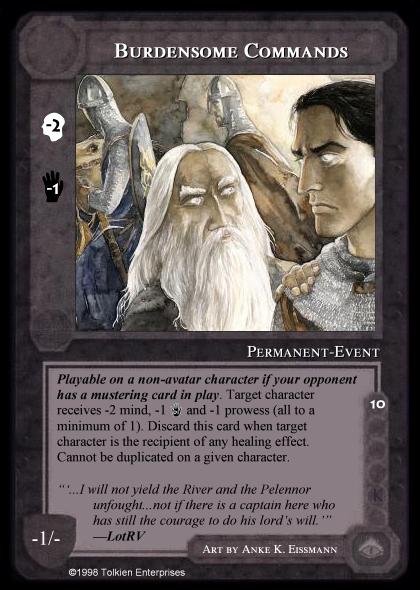 BURDENSOME COMMANDS
-2
-1
PERMANENT-EVENT
Playable on a non-avatar character if your opponent
has a mustering card in play. Target character
receives -2 mind, -1 and -1 prowess (all to a
minimum of 1). Discard this card when target
character is the recipient of any healing effect.
Cannot be duplicated on a given character.
10
“‘...I will not yield the River and the Pelennor
unfought...not if there is a captain here who
has still the courage to do his lord’s will.’”
—LotRV
K
-1/-
ART BY ANKE K. EISSMANN
©1998 Tolkien Enterprises